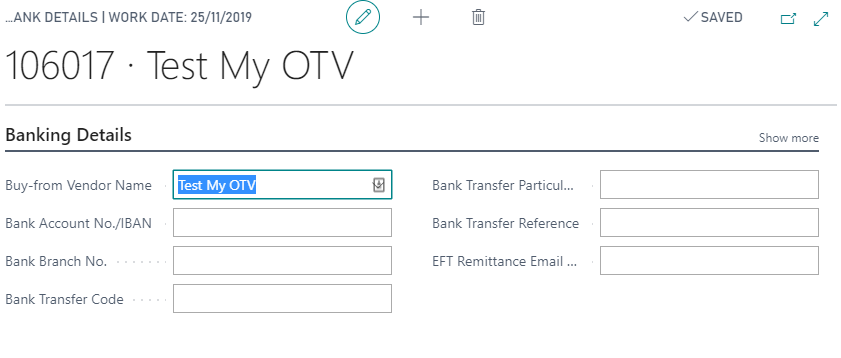 ...ANK DETAILS | WORK DATE: 25/11/2019
SAVED
106017 · Test My OTV
Banking Details
Show more
Buy-from Vendor Name
Test My OTV
Bank Transfer Particul...
Bank Account No./IBAN
Bank Transfer Reference
Bank Branch No.
EFT Remittance Email ...
Bank Transfer Code